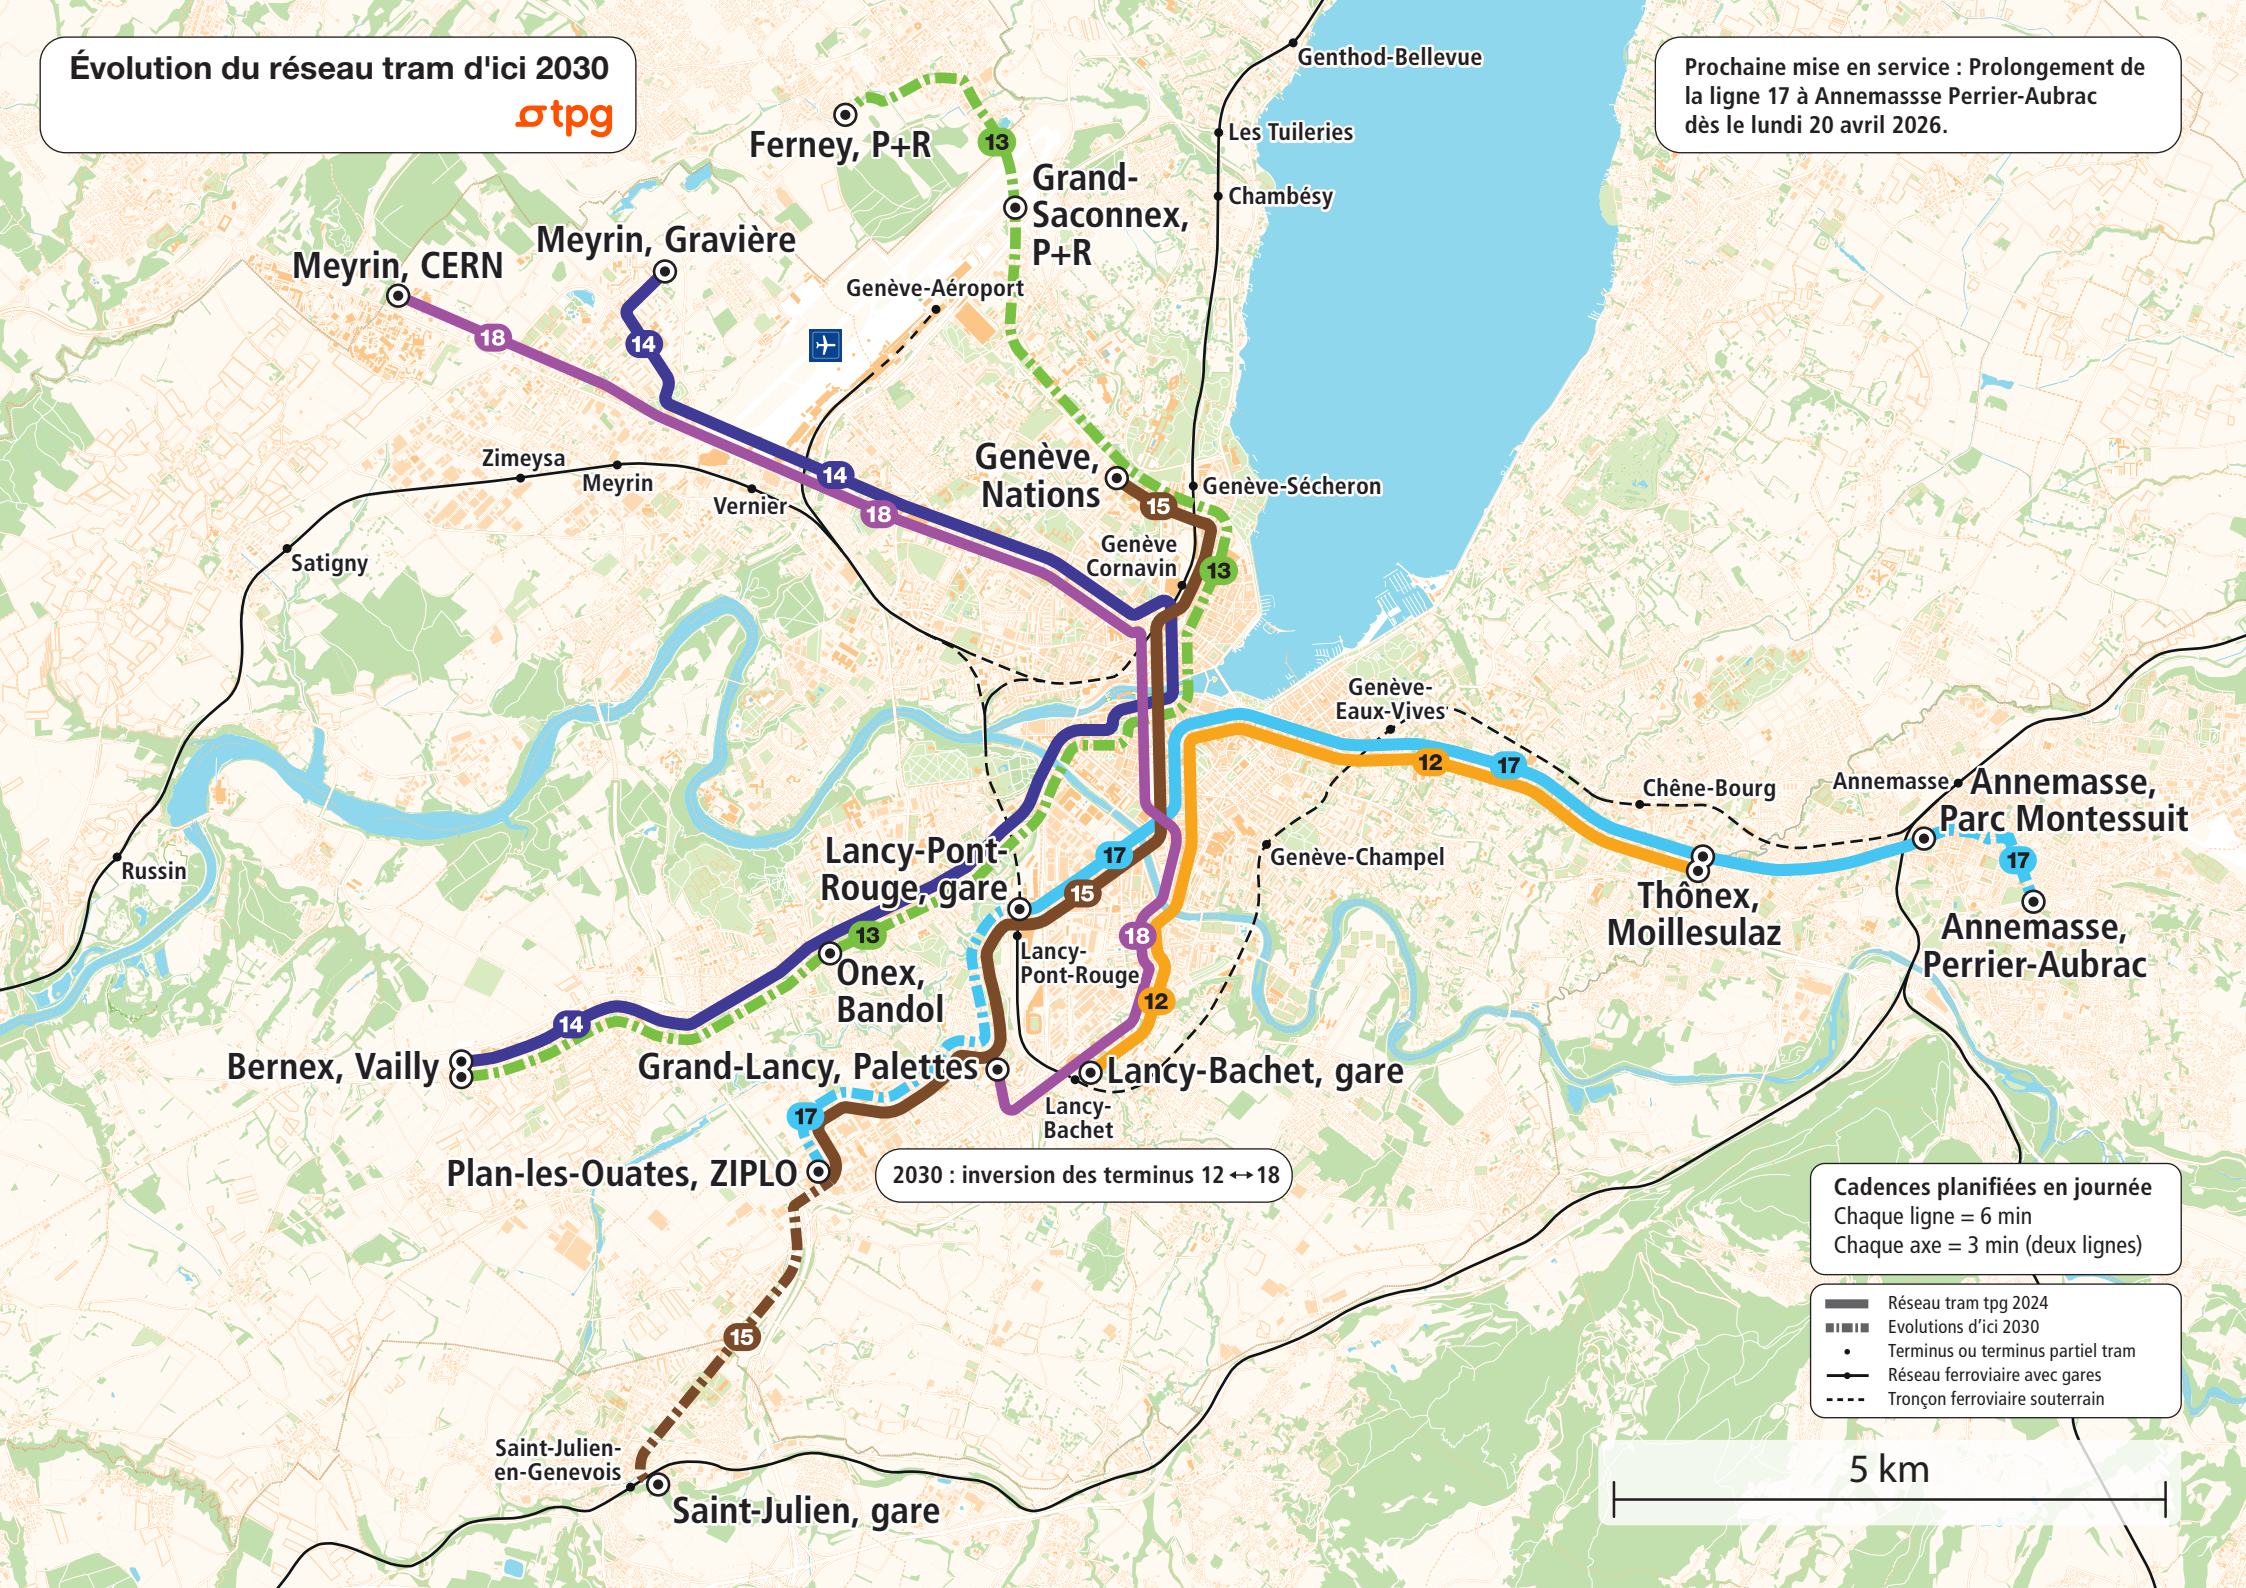 Évolution du réseau tram d'ici 2030
tpg
Prochaine mise en service : Prolongement de
la ligne 17 à Annemassse Perrier-Aubrac
dès le lundi 20 avril 2026.
Genthod-Bellevue
Les Tuileries
Chambésy
Ferney, P+R
13
Grand-
Saconnex,
P+R
Meyrin, Gravière
Meyrin, CERN
Genève-Aéroport
18
14
Zimeysa
Meyrin
Vernier
14
18
Genève,
Nations
15
Genève-Sécheron
Genève
Cornavin
13
Satigny
Russin
Genève-
Eaux-Vives
12
17
Chêne-Bourg
Annemasse
Annemasse,
Parc Montessuit
17
Annemasse,
Perrier-Aubrac
Thônex,
Moillesulaz
Genève-Champel
Lancy-Pont-
Rouge, gare
17
15
13
18
Lancy-
Pont-Rouge
12
Onex,
Bandol
14
Bernex, Vailly
Grand-Lancy, Palettes
Lancy-Bachet, gare
Lancy-
Bachet
17
Plan-les-Ouates, ZIPLO
2030 : inversion des terminus 12 ↔ 18
15
Saint-Julien-
en-Genevois
Saint-Julien, gare
Cadences planifiées en journée
Chaque ligne = 6 min
Chaque axe = 3 min (deux lignes)
Réseau tram tpg 2024
Evolutions d’ici 2030
Terminus ou terminus partiel tram
Réseau ferroviaire avec gares
Tronçon ferroviaire souterrain
5 km